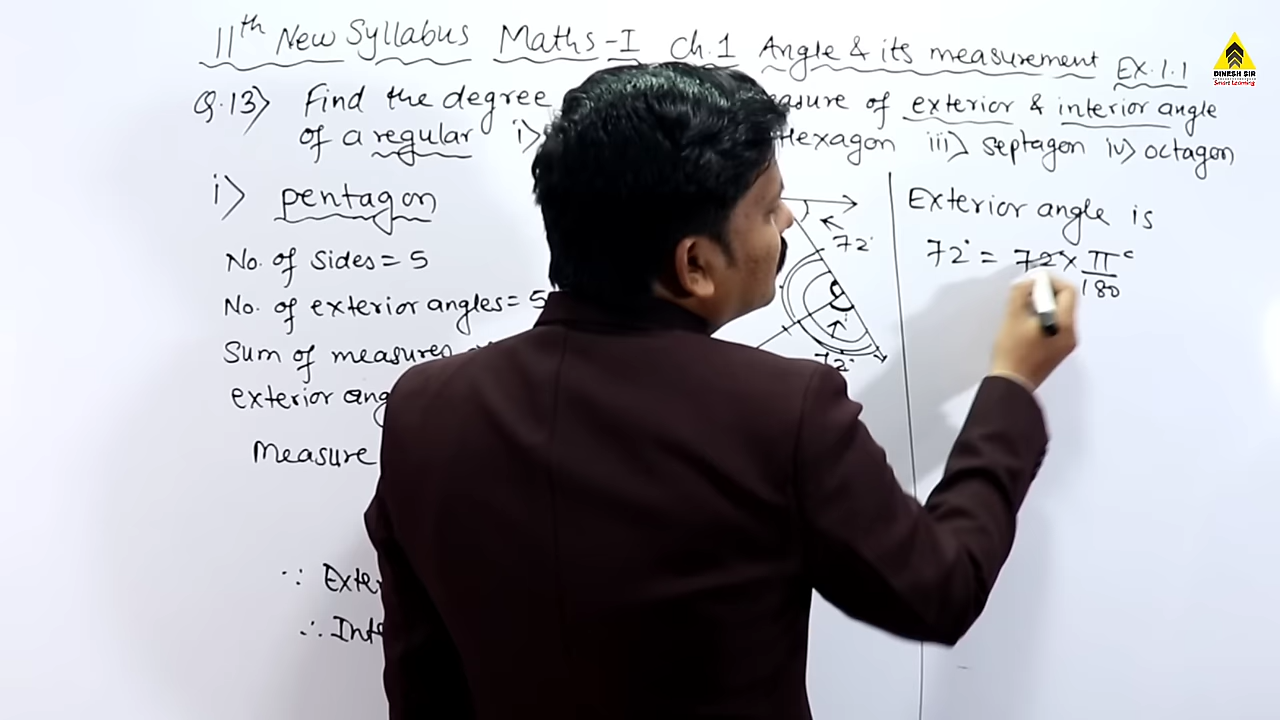 11th New Syllabus Maths-I Ch.1 Angle & its measurement Ex.1.1
Q.13) Find the degree measure of exterior & interior angle
of a regular i) Hexagon iii) septagon iv) octagon
i) pentagon
No. of sides = 5
No. of exterior angles = 5
Sum of measures
exterior ang
Measure
∵ Exte
∴ Inte
72°
72°
Exterior angle is
72° = 72 × π c
180
DINESH SIR
Smart Learning